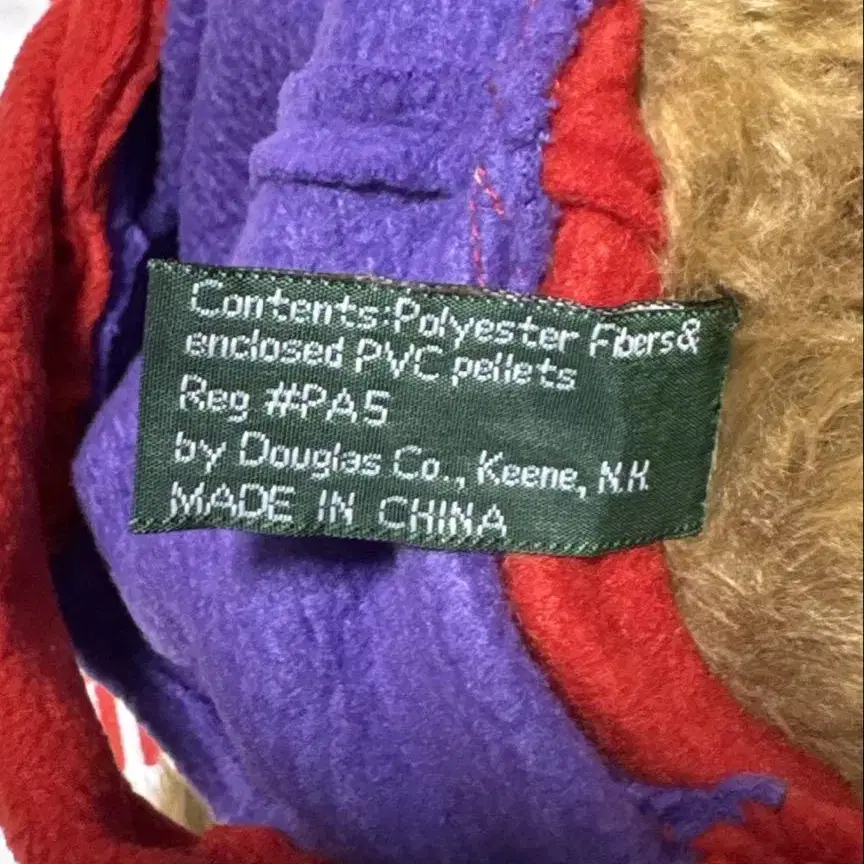 Contents:Polyester Fibers&
enclosed PVC pellets
Reg #PA5
by Douglas Co., Keene, N.H
MADE IN CHINA